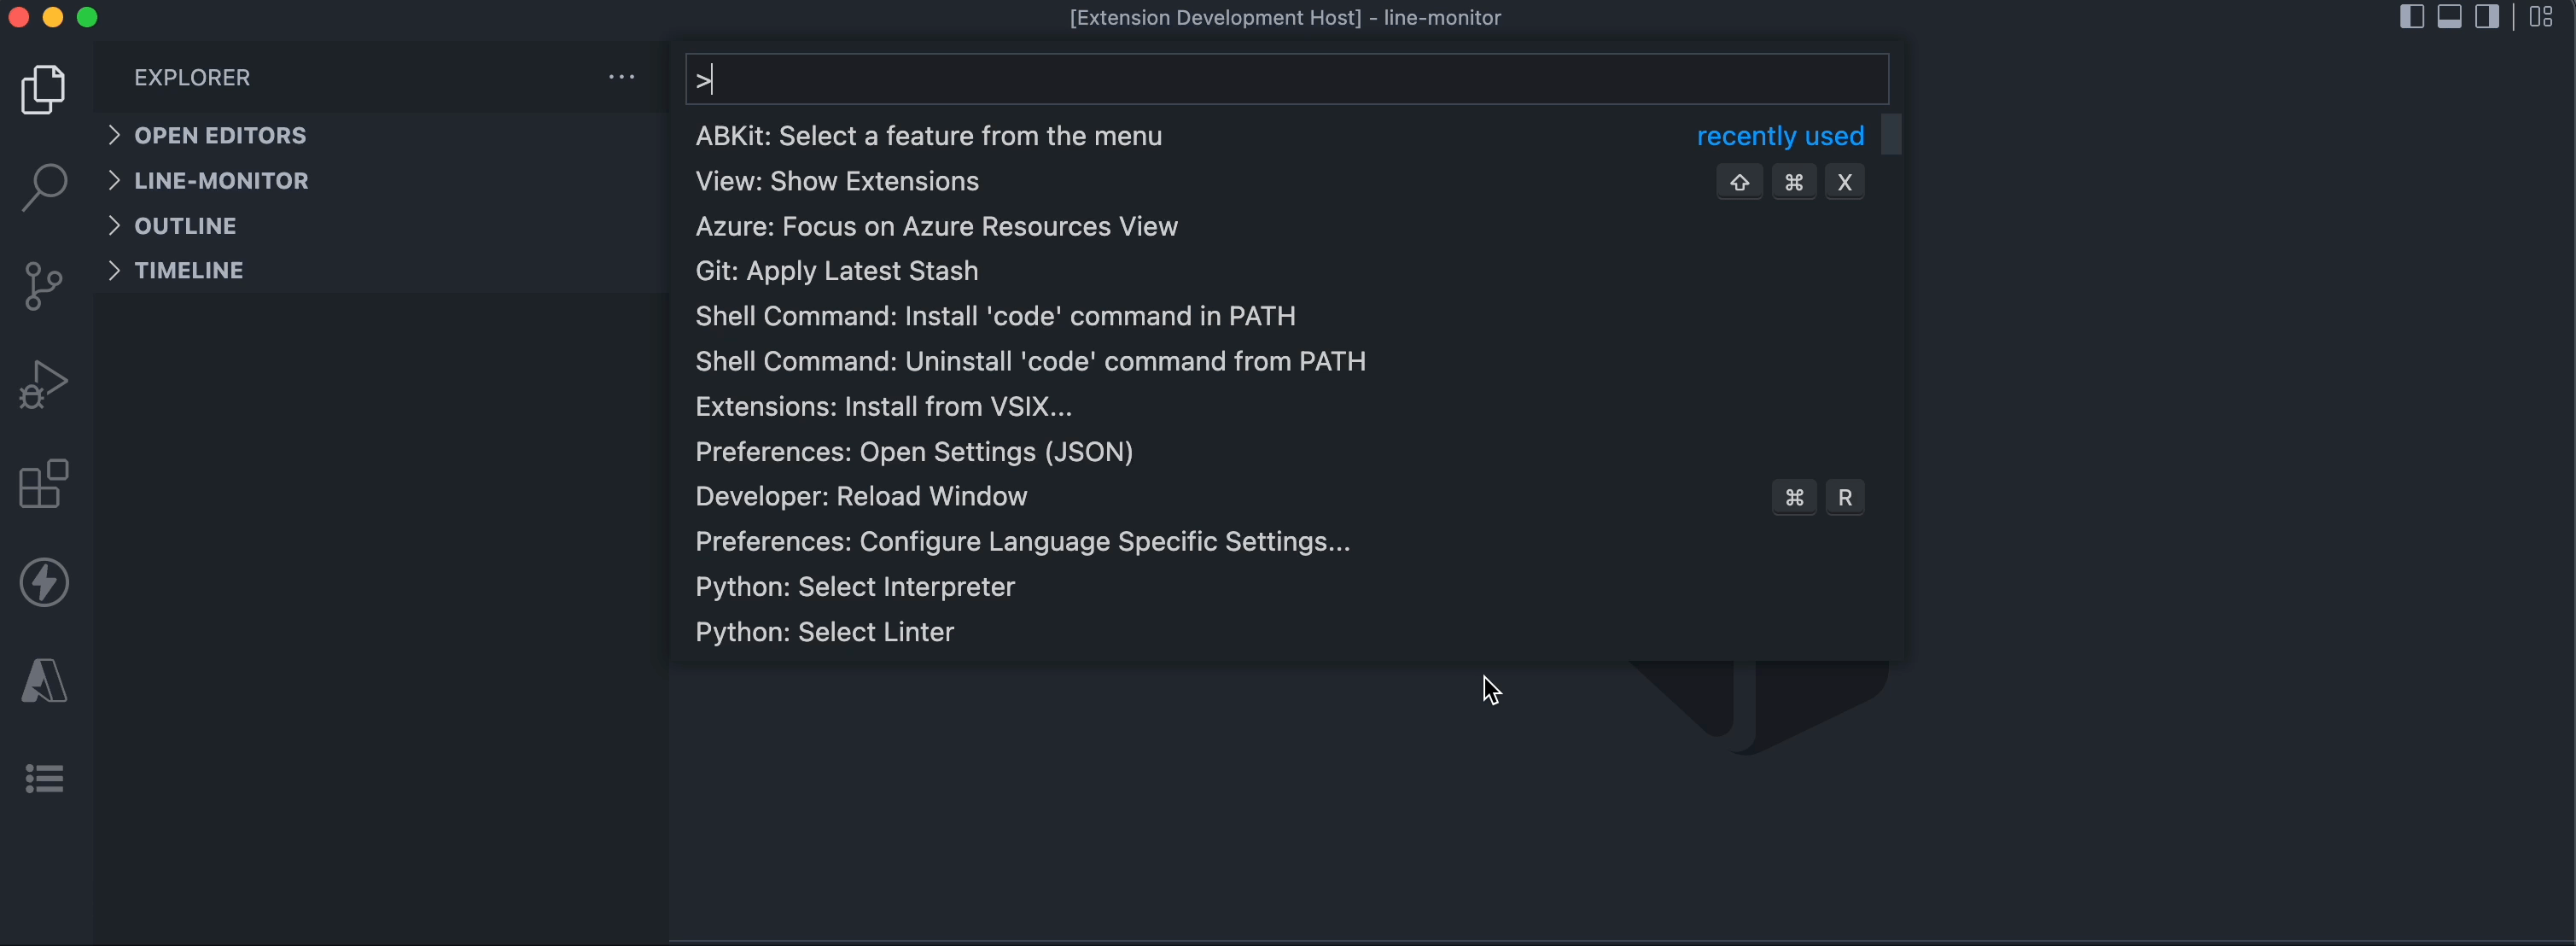 [Extension Development Host] - line-monitor
EXPLORER
OPEN EDITORS
LINE-MONITOR
OUTLINE
TIMELINE
>
ABKit: Select a feature from the menu recently used
View: Show Extensions ⇧ ⌘ X
Azure: Focus on Azure Resources View
Git: Apply Latest Stash
Shell Command: Install 'code' command in PATH
Shell Command: Uninstall 'code' command from PATH
Extensions: Install from VSIX...
Preferences: Open Settings (JSON)
Developer: Reload Window ⌘ R
Preferences: Configure Language Specific Settings...
Python: Select Interpreter
Python: Select Linter